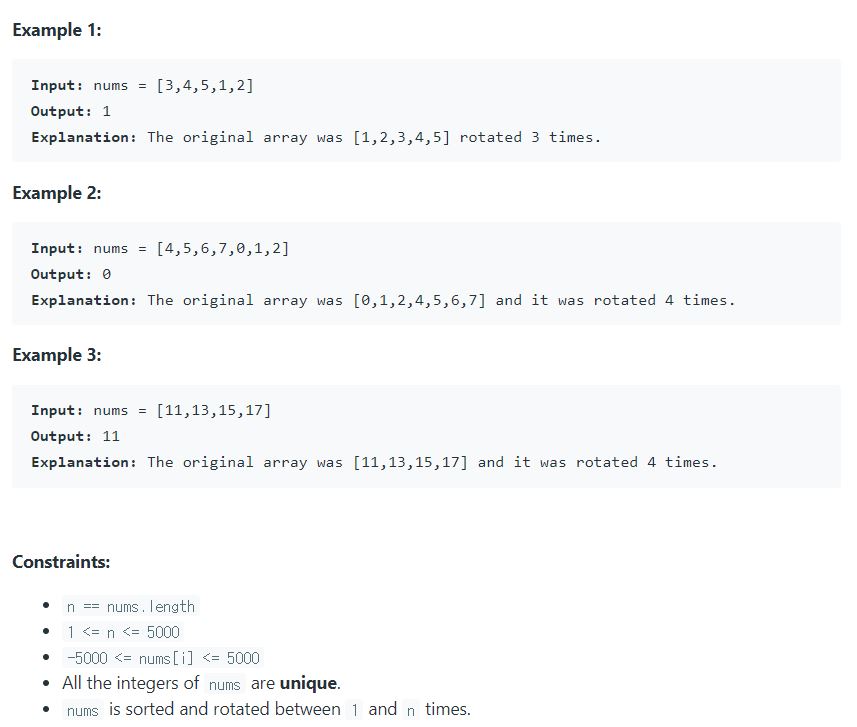 Example 1:
Input: nums = [3,4,5,1,2]
Output: 1
Explanation: The original array was [1,2,3,4,5] rotated 3 times.
Example 2:
Input: nums = [4,5,6,7,0,1,2]
Output: 0
Explanation: The original array was [0,1,2,4,5,6,7] and it was rotated 4 times.
Example 3:
Input: nums = [11,13,15,17]
Output: 11
Explanation: The original array was [11,13,15,17] and it was rotated 4 times.
Constraints:
• n == nums.length
• 1 <= n <= 5000
• -5000 <= nums[i] <= 5000
• All the integers of nums are unique.
• nums is sorted and rotated between 1 and n times.